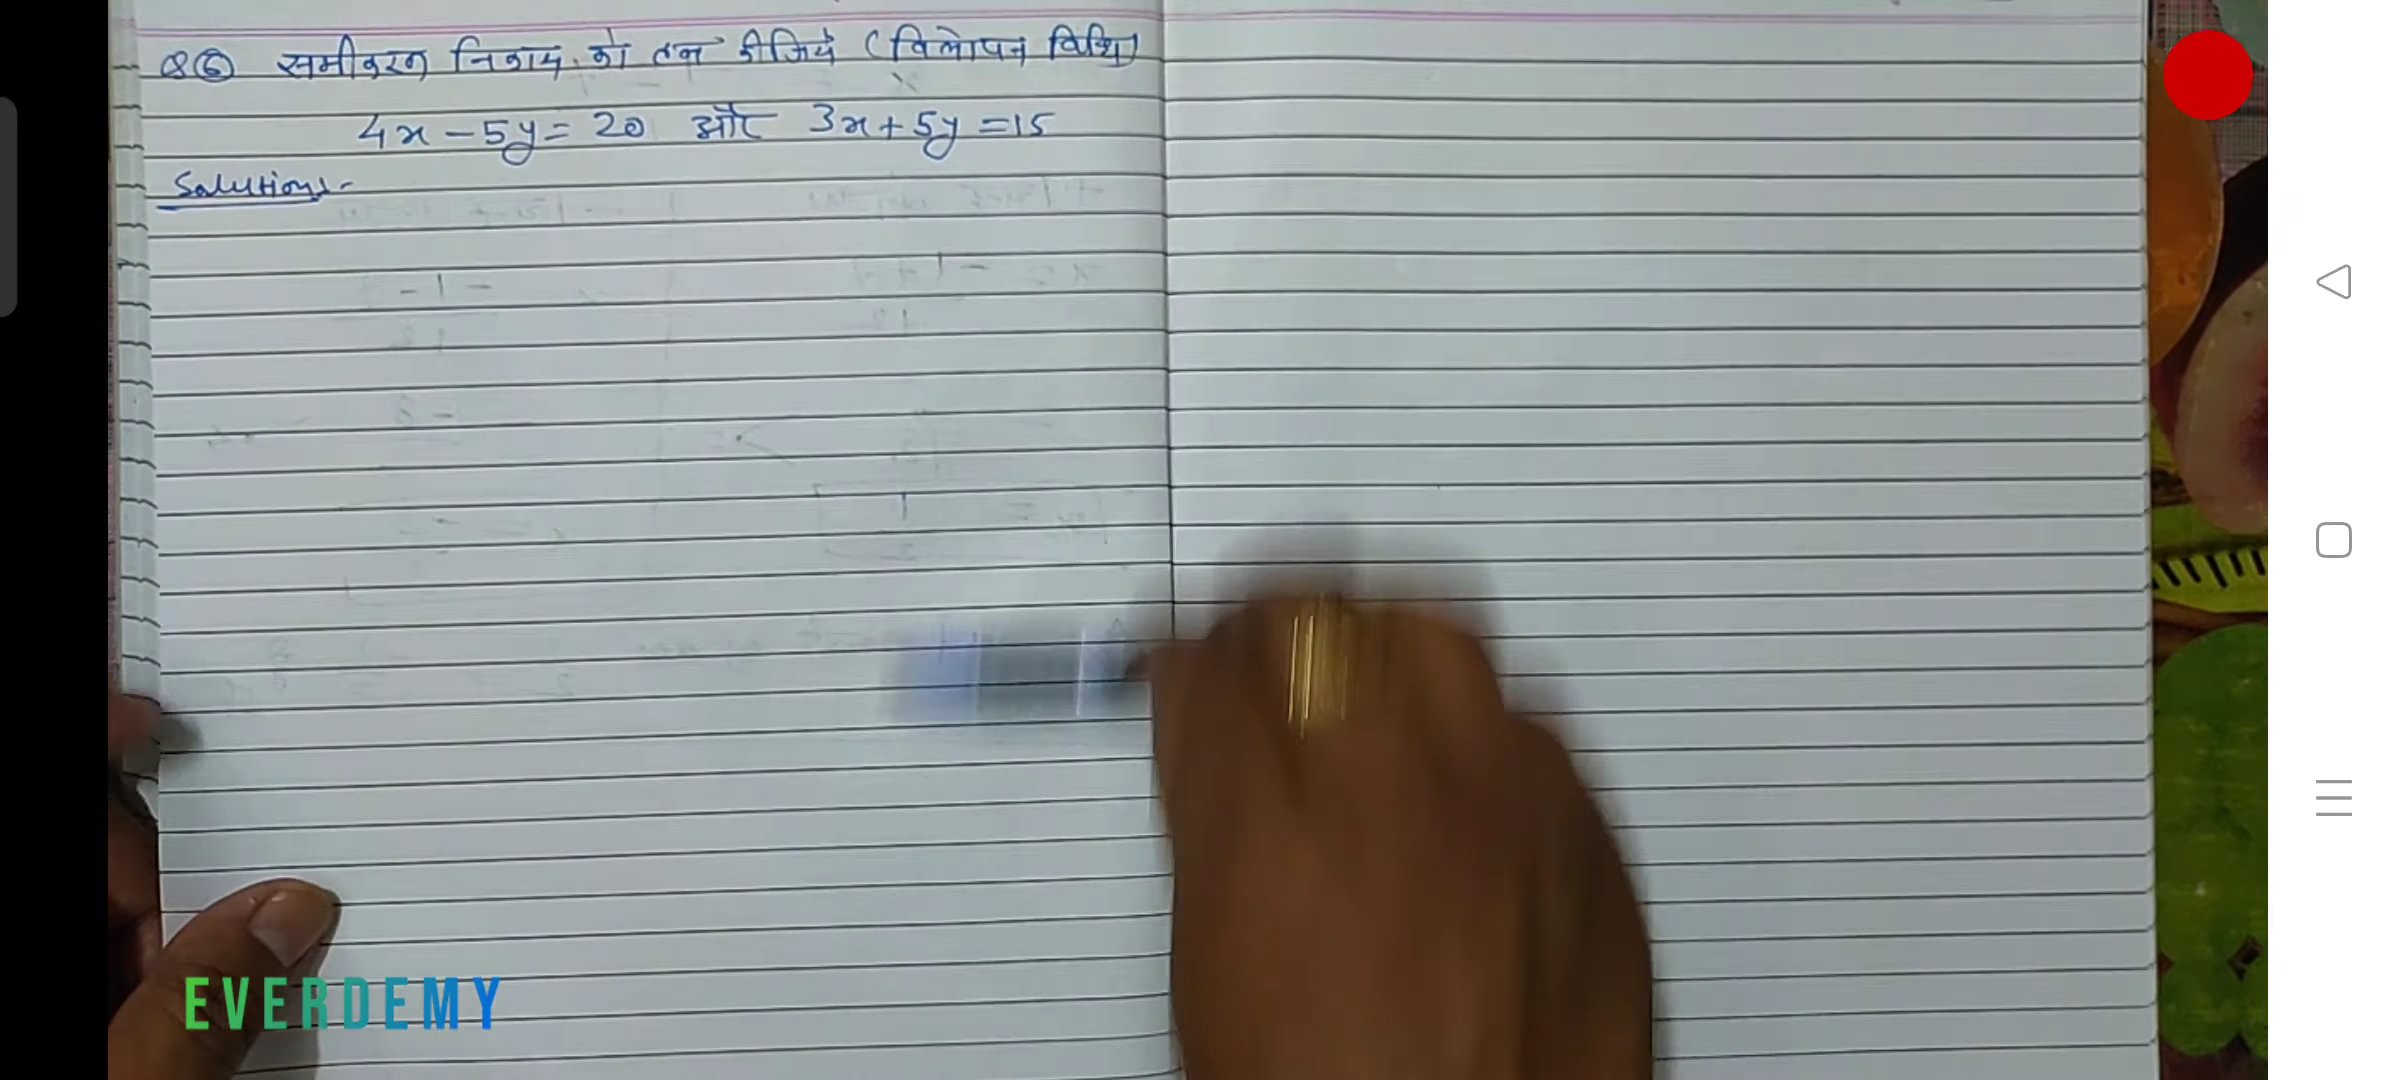 Q⑥ समीकरण निकाय को हल कीजिये (विलोपन विधि)
4x - 5y = 20 और 3x + 5y = 15
Solution:-
EVERDEMY